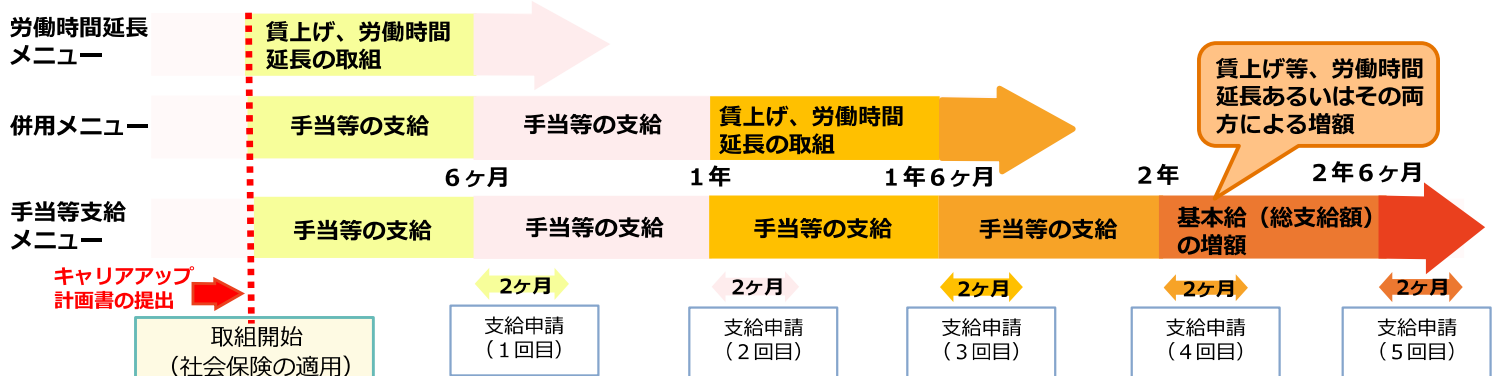 労働時間延長
メニュー
賃上げ、労働時間
延長の取組
併用メニュー
手当等の支給
手当等の支給
賃上げ、労働時間
延長の取組
賃上げ等、労働時間
延長あるいはその両
方による増額
6ヶ月
1年
1年6ヶ月
2年
2年6ヶ月
手当等支給
メニュー
手当等の支給
手当等の支給
手当等の支給
手当等の支給
基本給（総支給額）
の増額
キャリアアップ
計画書の提出
取組開始
（社会保険の適用）
2ヶ月
2ヶ月
2ヶ月
2ヶ月
2ヶ月
支給申請
（1回目）
支給申請
（2回目）
支給申請
（3回目）
支給申請
（4回目）
支給申請
（5回目）